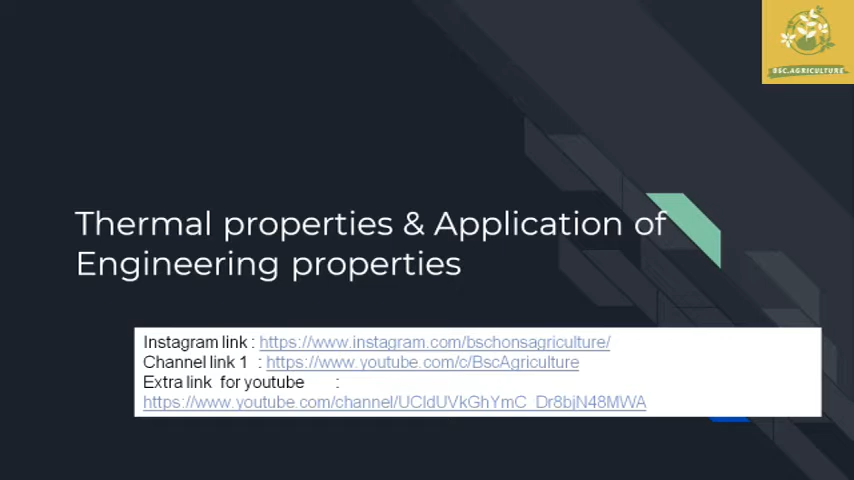 BSC.AGRICULTURE
Thermal properties & Application of
Engineering properties
Instagram link : https://www.instagram.com/bschonsagriculture/
Channel link 1 : https://www.youtube.com/c/BscAgriculture
Extra link for youtube :
https://www.youtube.com/channel/UCIdUVkGhYmC_Dr8bjN48MWA